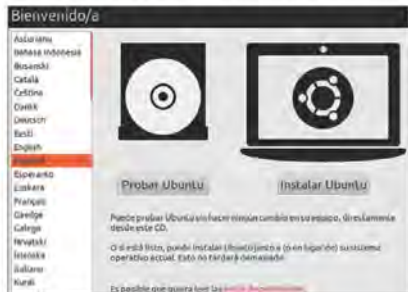 Bienvenido/a
Asturianu
Bahasa Indonesia
Bosanski
Català
Čeština
Dansk
Deutsch
Eesti
English
Español
Esperanto
Euskara
Français
Gaeilge
Galego
Hrvatski
Íslenska
Italiano
Kurdî
Probar Ubuntu
Instalar Ubuntu
Puede probar Ubuntu sin hacer ningún cambio en su equipo, directamente
desde este CD.
O si está listo, puede instalar Ubuntu junto a (o en lugar de) su sistema
operativo actual. Esto no tardará demasiado.
Es posible que quiera leer las notas de publicación